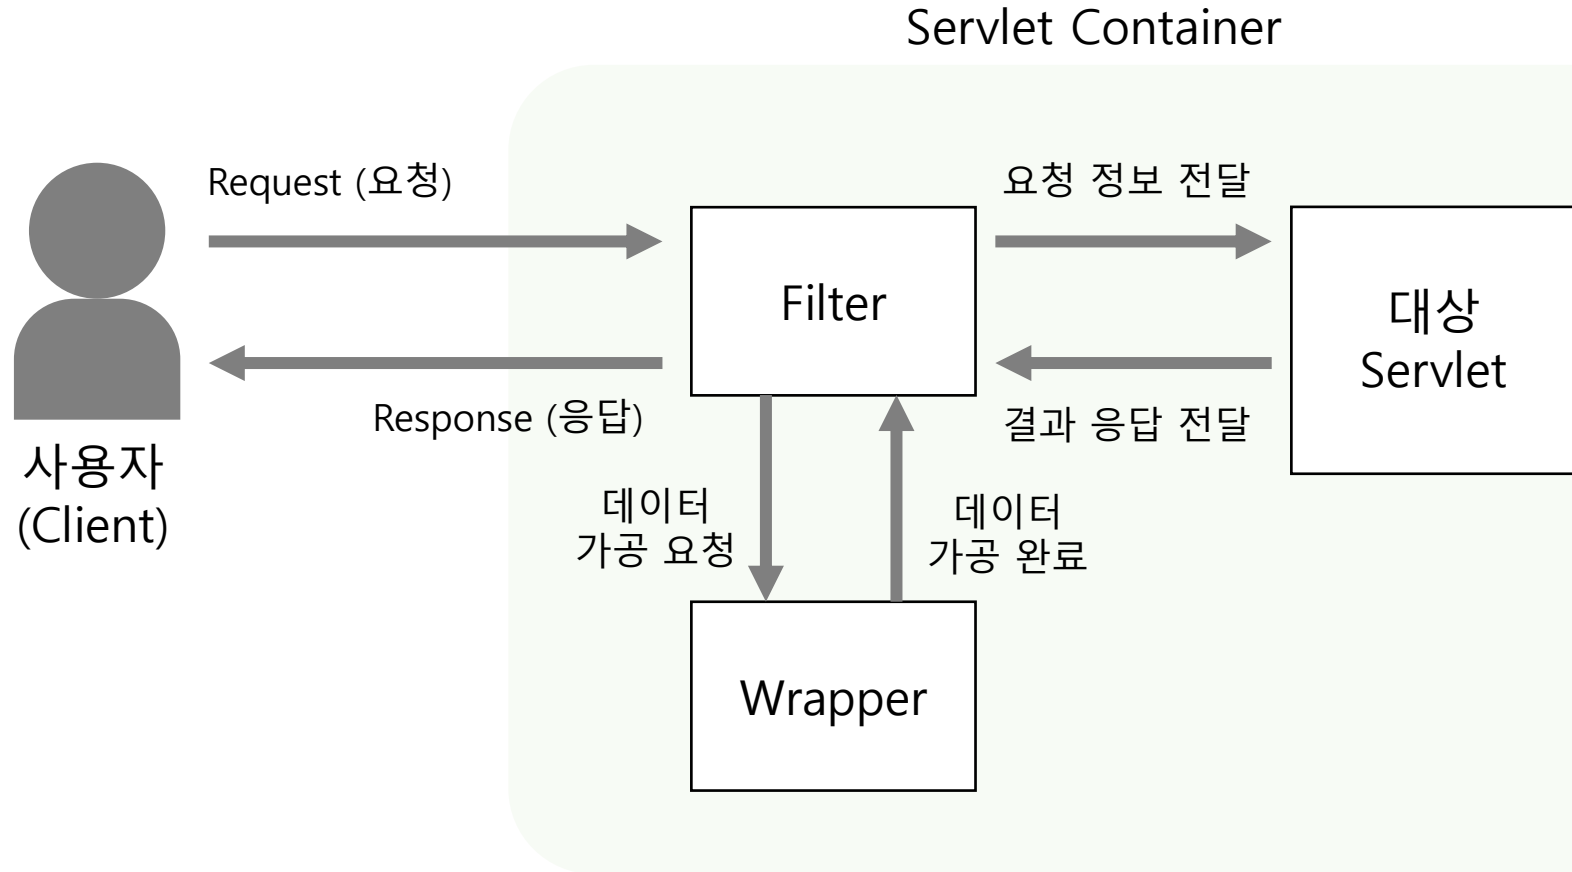 Servlet Container
Request (요청)
요청 정보 전달
Filter
대상
Servlet
Response (응답)
결과 응답 전달
사용자
(Client)
데이터
가공 요청
데이터
가공 완료
Wrapper